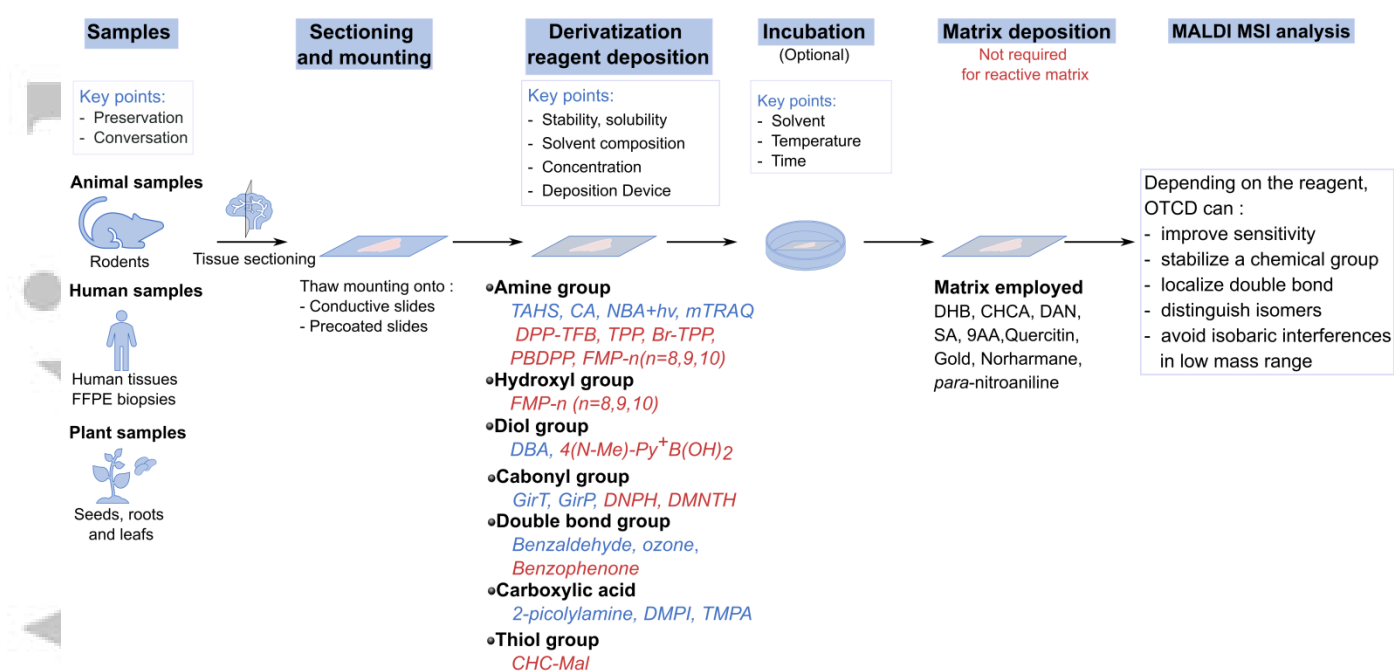 Samples
Key points:
- Preservation
- Conversation
Animal samples
Rodents
Human samples
Human tissues
FFPE biopsies
Plant samples
Seeds, roots
and leafs
Tissue sectioning
Sectioning
and mounting
Thaw mounting onto :
- Conductive slides
- Precoated slides
Derivatization
reagent deposition
Key points:
- Stability, solubility
- Solvent composition
- Concentration
- Deposition Device
Amine group
TAHS, CA, NBA+hv, mTRAQ
DPP-TFB, TPP, Br-TPP,
PBDPP, FMP-n(n=8,9,10)
Hydroxyl group
FMP-n (n=8,9,10)
Diol group
DBA, 4(N-Me)-Py+B(OH)2
Cabonyl group
GirT, GirP, DNPH, DMNTH
Double bond group
Benzaldehyde, ozone,
Benzophenone
Carboxylic acid
2-picolylamine, DMPI, TMPA
Thiol group
CHC-Mal
Incubation
(Optional)
Key points:
- Solvent
- Temperature
- Time
Matrix deposition
Not required
for reactive matrix
Matrix employed
DHB, CHCA, DAN,
SA, 9AA,Quercitin,
Gold, Norharmane,
para-nitroaniline
MALDI MSI analysis
Depending on the reagent,
OTCD can :
- improve sensitivity
- stabilize a chemical group
- localize double bond
- distinguish isomers
- avoid isobaric interferences
in low mass range